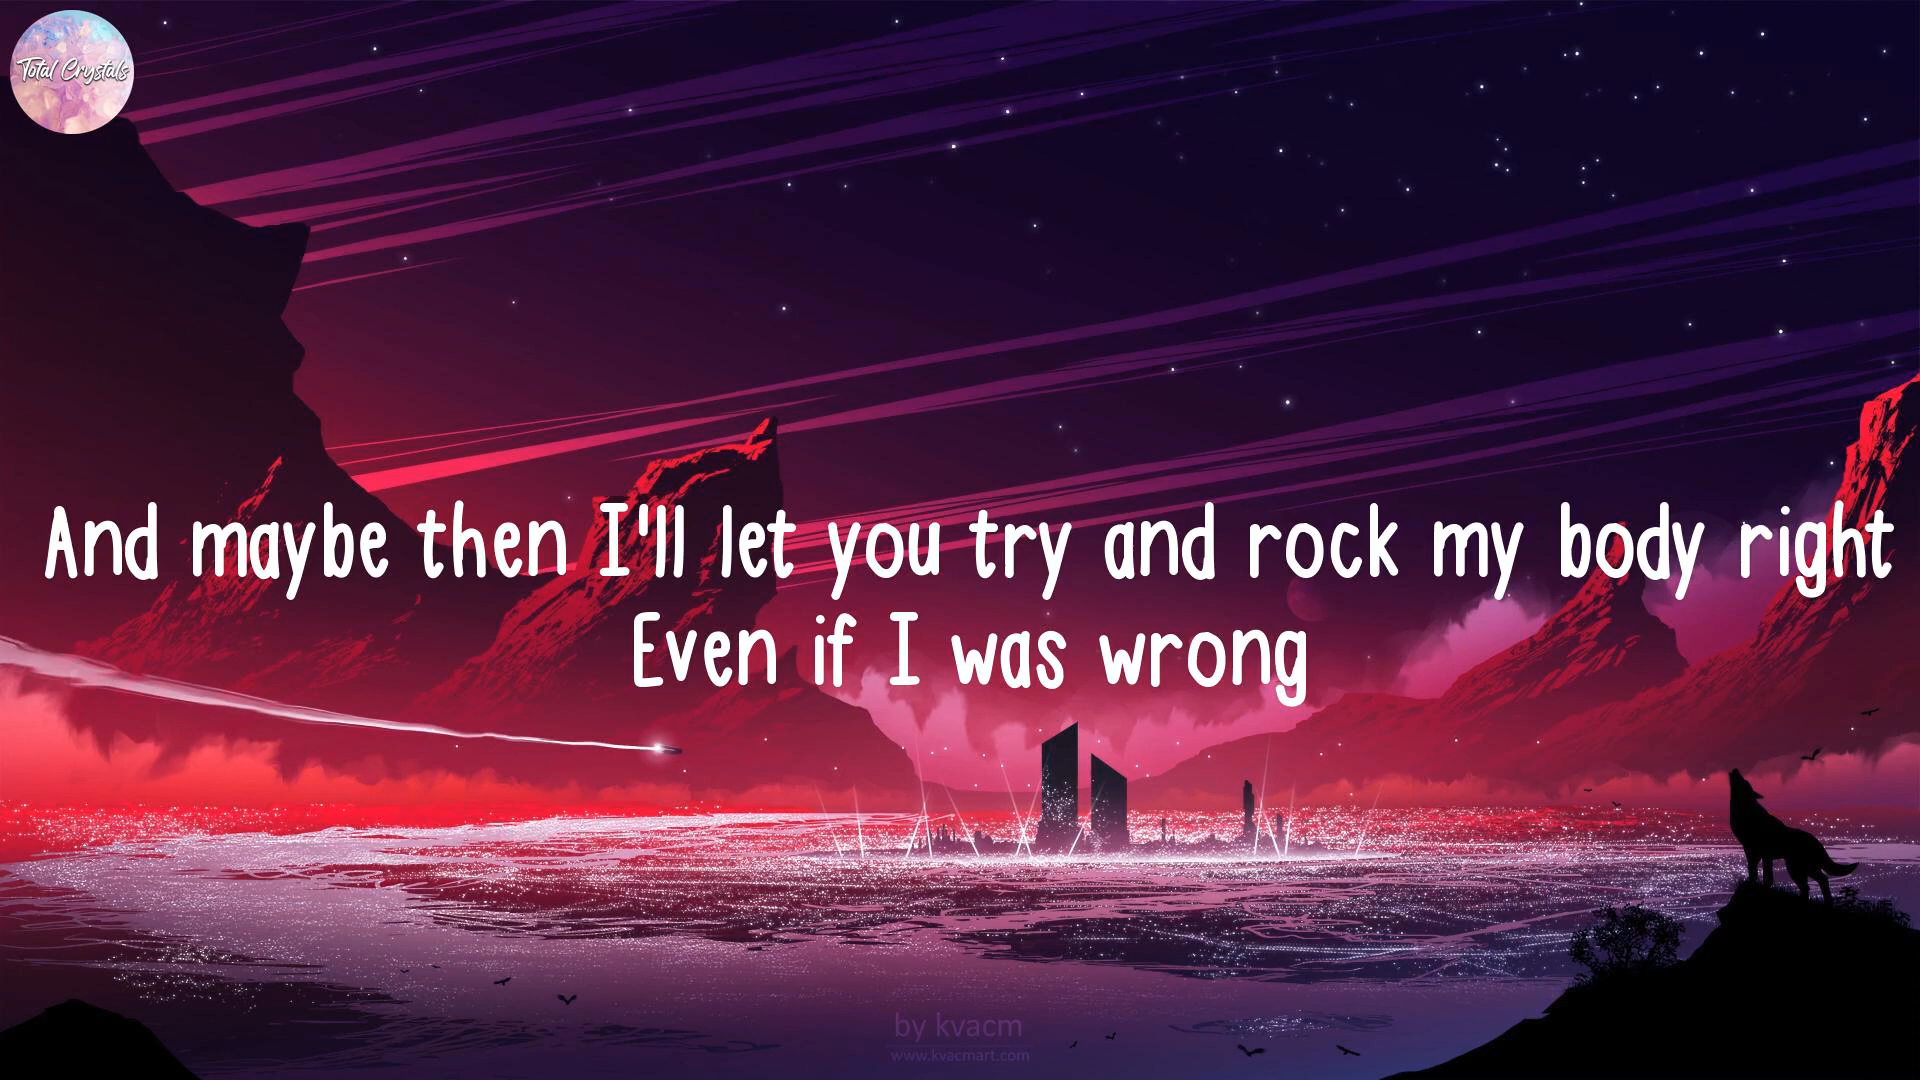 Total Crystals
And maybe then I'll let you try and rock my body right
Even if I was wrong
by kvacm
www.kvacmart.com